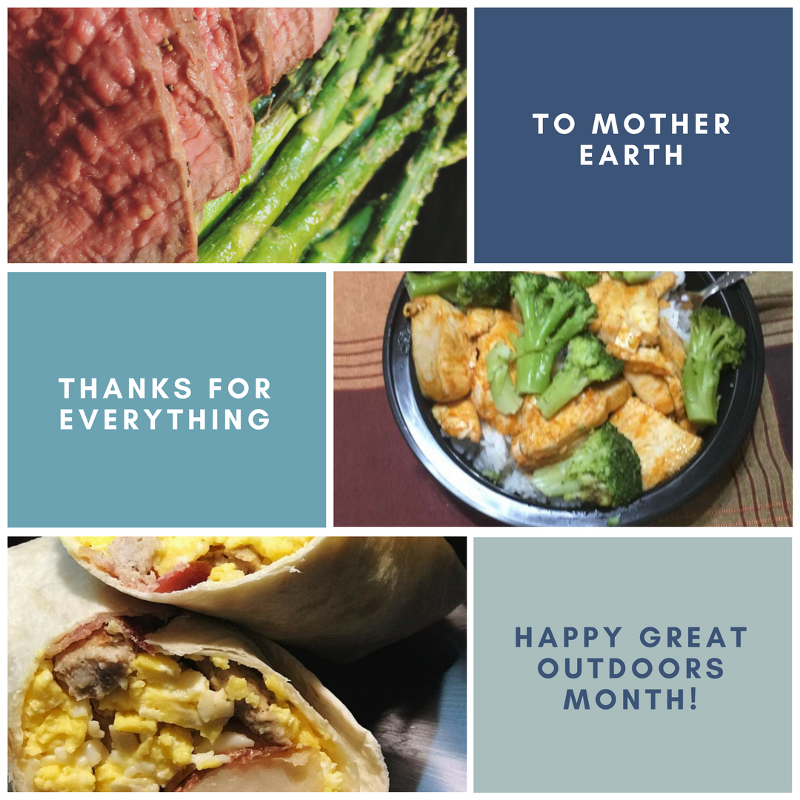 TO MOTHER
EARTH
THANKS FOR
EVERYTHING
HAPPY GREAT
OUTDOORS
MONTH!